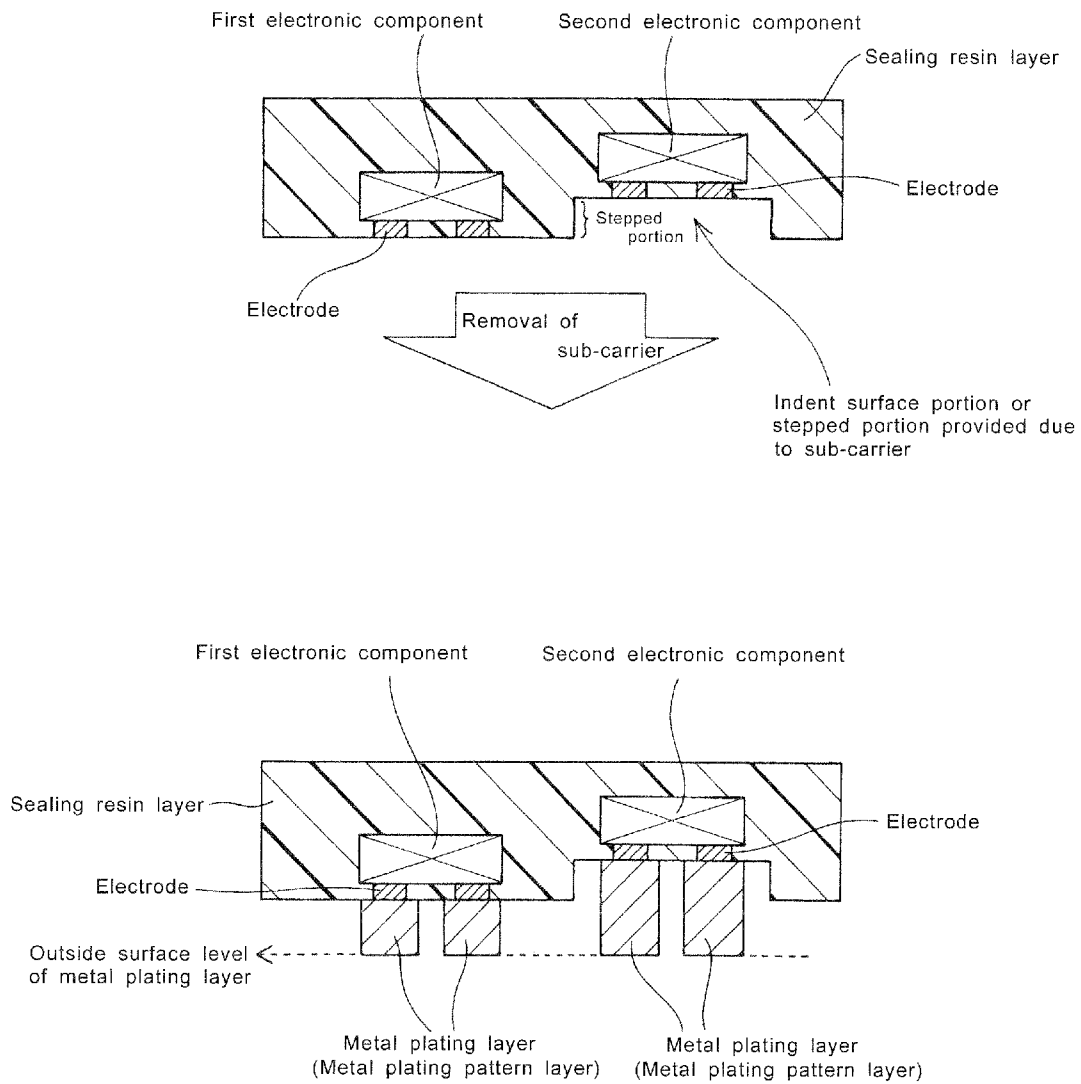 First electronic component
Second electronic component
Sealing resin layer
Electrode
Stepped
portion
Electrode
Removal of
sub-carrier
Indent surface portion or
stepped portion provided due
to sub-carrier
First electronic component
Second electronic component
Sealing resin layer
Electrode
Electrode
Outside surface level
of metal plating layer
Metal plating layer
(Metal plating pattern layer)
Metal plating layer
(Metal plating pattern layer)